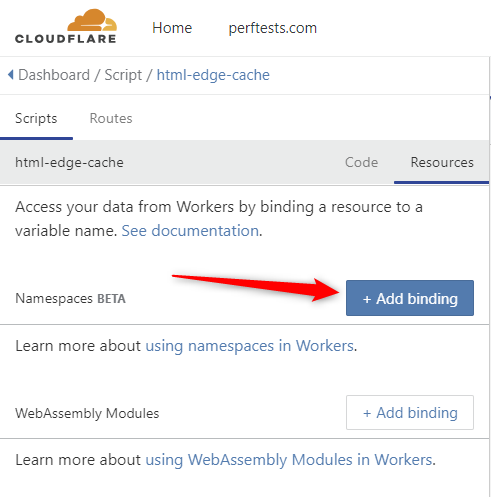 CLOUDFLARE Home perftests.com
Dashboard / Script / html-edge-cache
Scripts Routes
html-edge-cache Code Resources
Access your data from Workers by binding a resource to a
variable name. See documentation.
Namespaces BETA + Add binding
Learn more about using namespaces in Workers.
WebAssembly Modules + Add binding
Learn more about using WebAssembly Modules in Workers.